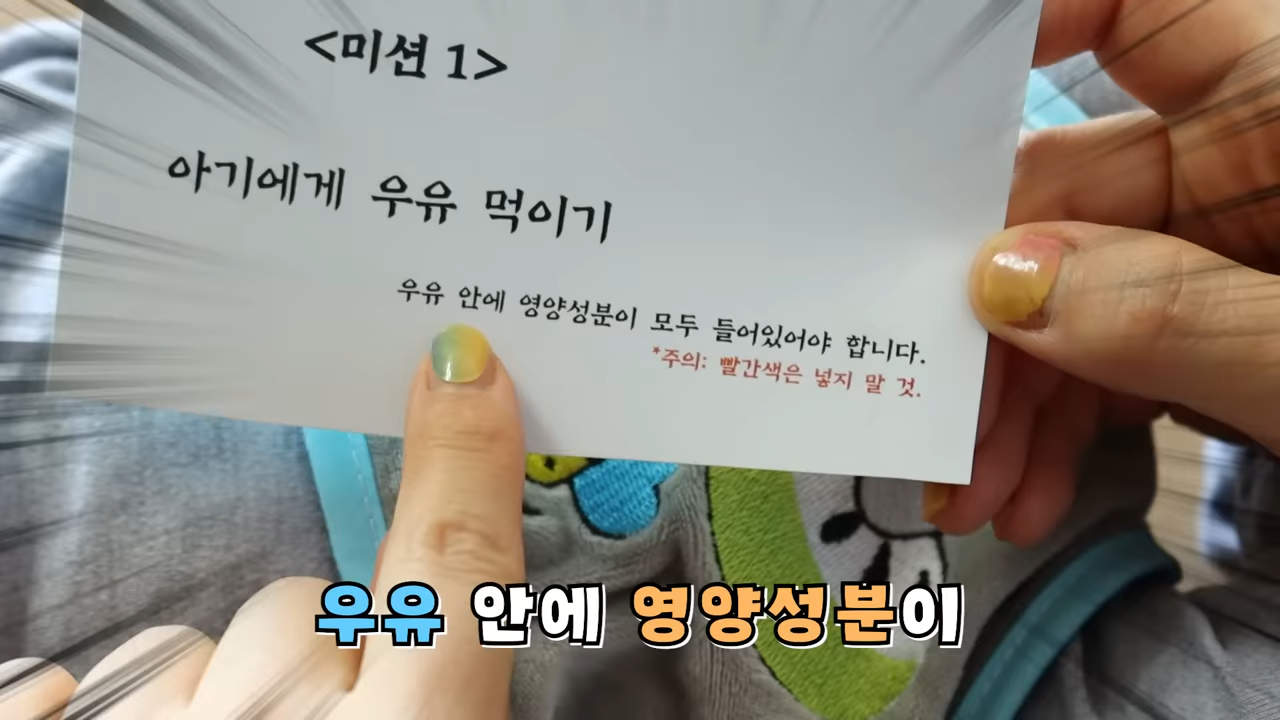 <미션 1>
아기에게 우유 먹이기
우유 안에 영양성분이 모두 들어있어야 합니다.
*주의: 빨간색은 넣지 말 것.
우유 안에 영양성분이